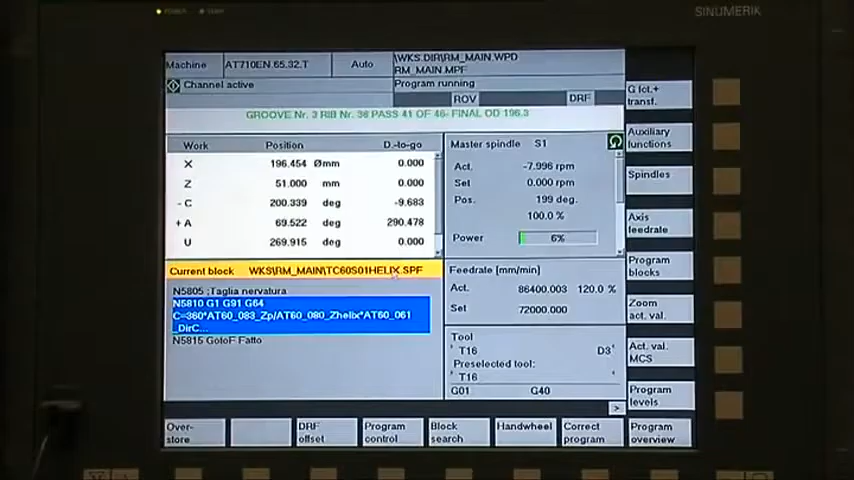 SINUMERIK
Machine AT710EN.65.32.T Auto \WKS.DIR\RM_MAIN.WPD
RM_MAIN.MPF
Channel active Program running
ROV DRF
GROOVE Nr. 3 RIB Nr. 36 PASS 41 OF 46- FINAL OD 196.3
Work Position D.-to-go
X 196.454 Ømm 0.000
Z 51.000 mm 0.000
- C 200.339 deg -9.683
+ A 69.522 deg 290.478
U 269.915 deg 0.000
Master spindle S1
Act. -7.996 rpm
Set 0.000 rpm
Pos. 199 deg.
100.0 %
Power 6%
Current block WKS\RM_MAIN\TC60S01HELIX.SPF
N5805 ;Taglia nervatura
N5810 G1 G91 G64
C=360*AT60_083_Zp/AT60_080_Zhelix*AT60_061
_DirC...
N5815 GotoF Fatto
Feedrate [mm/min]
Act. 86400.003 120.0 %
Set 72000.000
Tool
T16 D3
Preselected tool:
T16
G01 G40
>
G fct.+
transf.
Auxiliary
functions
Spindles
Axis
feedrate
Program
blocks
Zoom
act. val.
Act. val.
MCS
Program
levels
Over-
store
DRF
offset
Program
control
Block
search
Handwheel
Correct
program
Program
overview